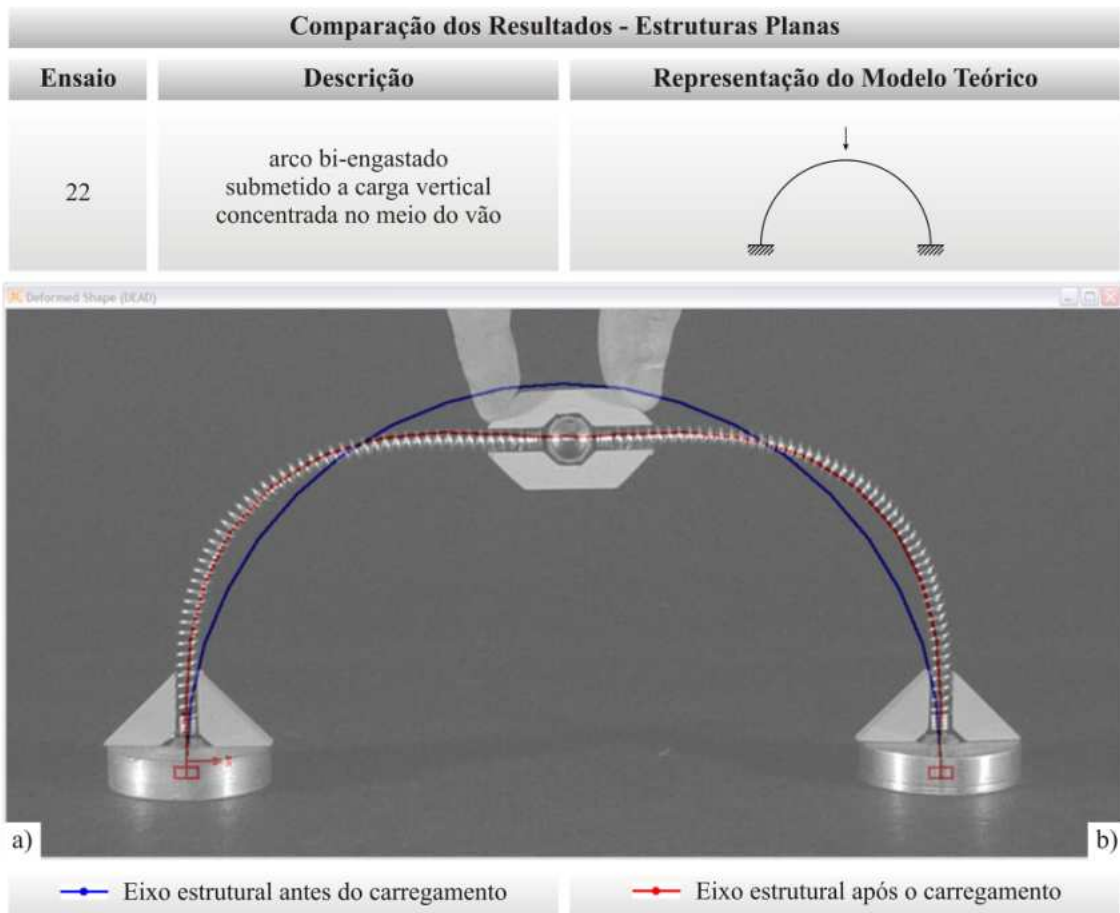 Comparação dos Resultados - Estruturas Planas
Ensaio
Descrição
Representação do Modelo Teórico
22
arco bi-engastado
submetido a carga vertical
concentrada no meio do vão
Deformed Shape (DEAD)
a)
b)
Eixo estrutural antes do carregamento
Eixo estrutural após o carregamento